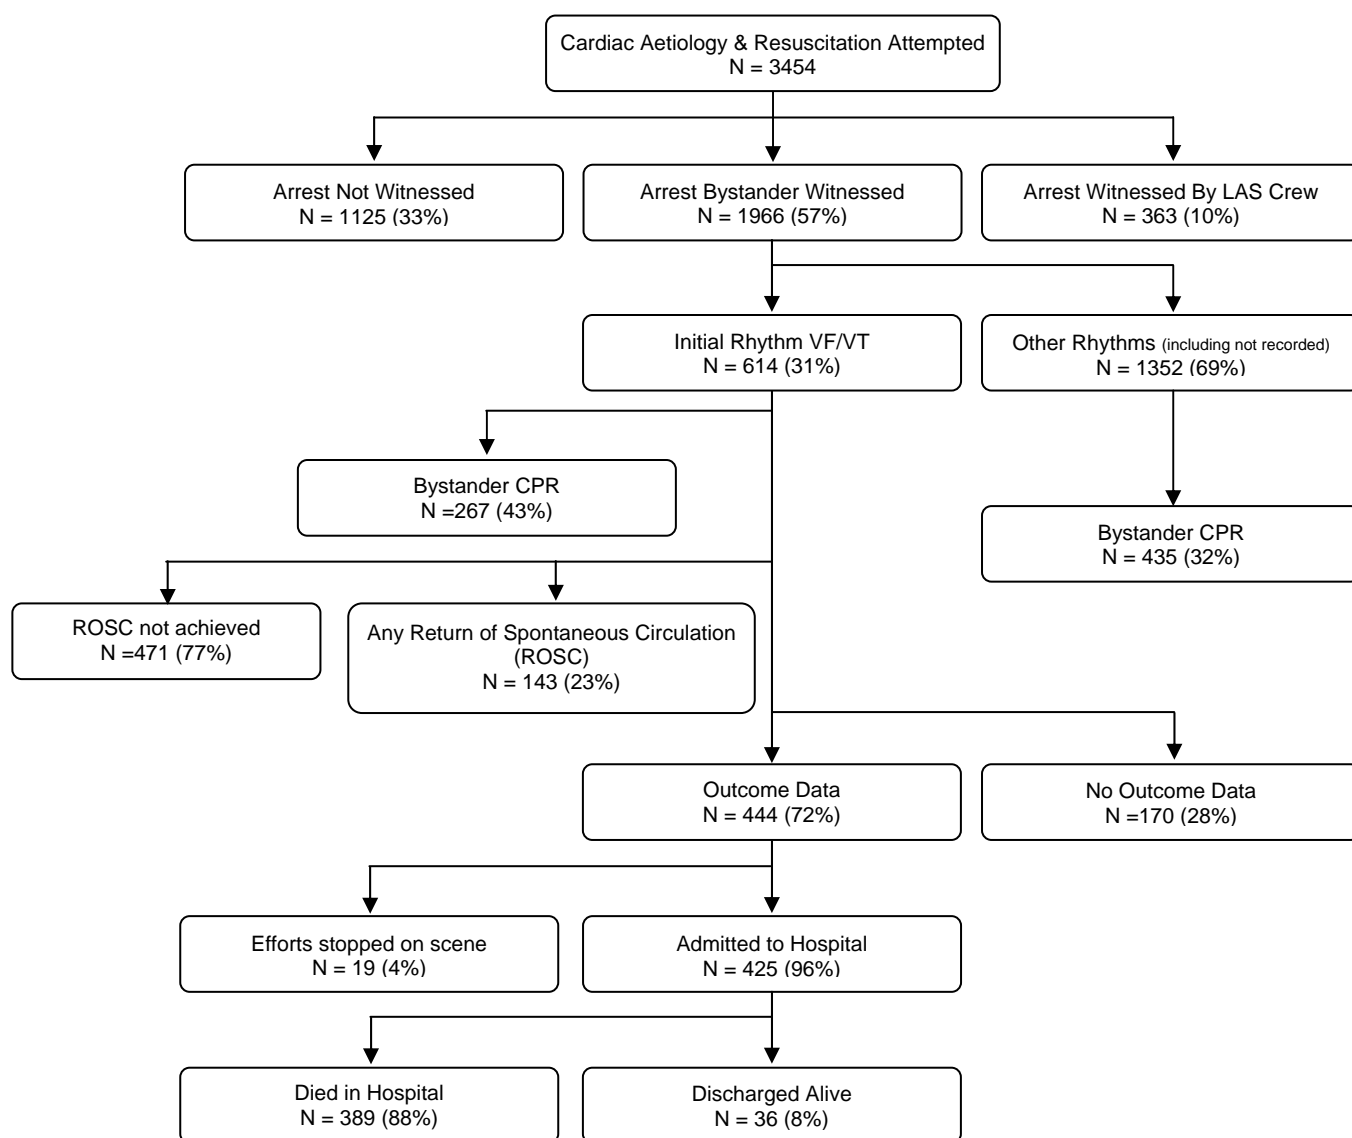 Cardiac Aetiology & Resuscitation Attempted
N = 3454
Arrest Not Witnessed
N = 1125 (33%)
Arrest Bystander Witnessed
N = 1966 (57%)
Arrest Witnessed By LAS Crew
N = 363 (10%)
Initial Rhythm VF/VT
N = 614 (31%)
Other Rhythms (including not recorded)
N = 1352 (69%)
Bystander CPR
N =267 (43%)
Bystander CPR
N = 435 (32%)
ROSC not achieved
N =471 (77%)
Any Return of Spontaneous Circulation
(ROSC)
N = 143 (23%)
Outcome Data
N = 444 (72%)
No Outcome Data
N =170 (28%)
Efforts stopped on scene
N = 19 (4%)
Admitted to Hospital
N = 425 (96%)
Died in Hospital
N = 389 (88%)
Discharged Alive
N = 36 (8%)